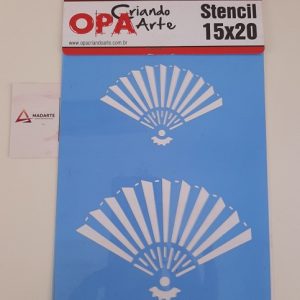 OPA Criando Arte
www.opacriandoarte.com.br
Stencil
15x20
MADARTE